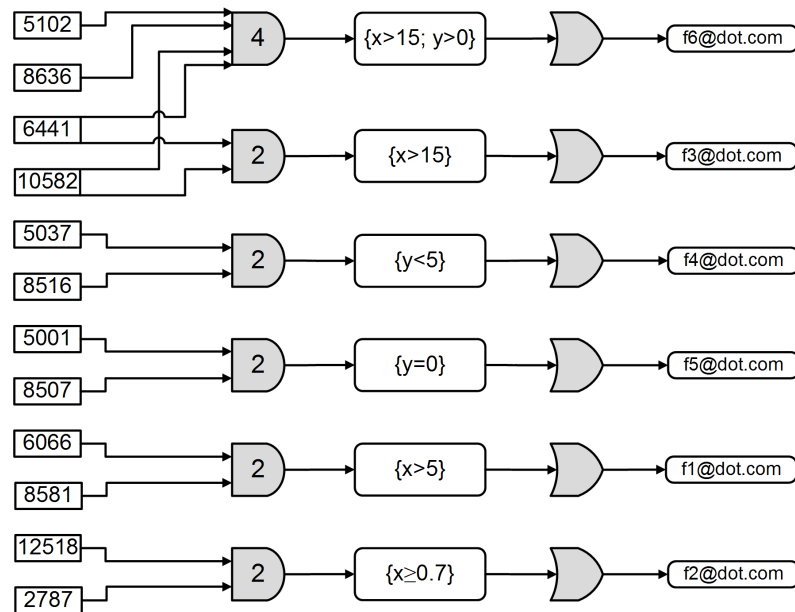 5102
4
{x>15; y>0}
f6@dot.com
8636
6441
2
{x>15}
f3@dot.com
10582
5037
2
{y<5}
f4@dot.com
8516
5001
2
{y=0}
f5@dot.com
8507
6066
2
{x>5}
f1@dot.com
8581
12518
2
{x≥0.7}
f2@dot.com
2787